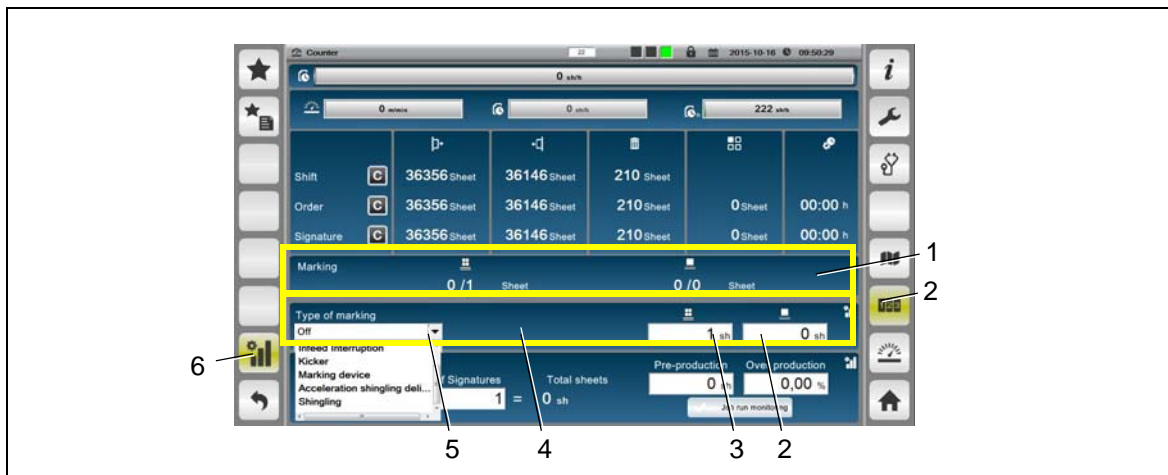 Counter 22 2015-10-16 09:50:29
0 sh/h
0 m/min 0 sh/h 222 sh/h
Shift C 36356 Sheet 36146 Sheet 210 Sheet
Order C 36356 Sheet 36146 Sheet 210 Sheet 0 Sheet 00:00 h
Signature C 36356 Sheet 36146 Sheet 210 Sheet 0 Sheet 00:00 h
Marking
0 /1 Sheet 0 /0 Sheet
Type of marking
Off 1 sh 0 sh
Infeed Interruption
Kicker
Marking device
Acceleration shingling deli...
Shingling
f Signatures Total sheets Pre-production Over production
1 = 0 sh 0 sh 0,00 %
Job run monitoring
i
1
2
6
5
4
3
2